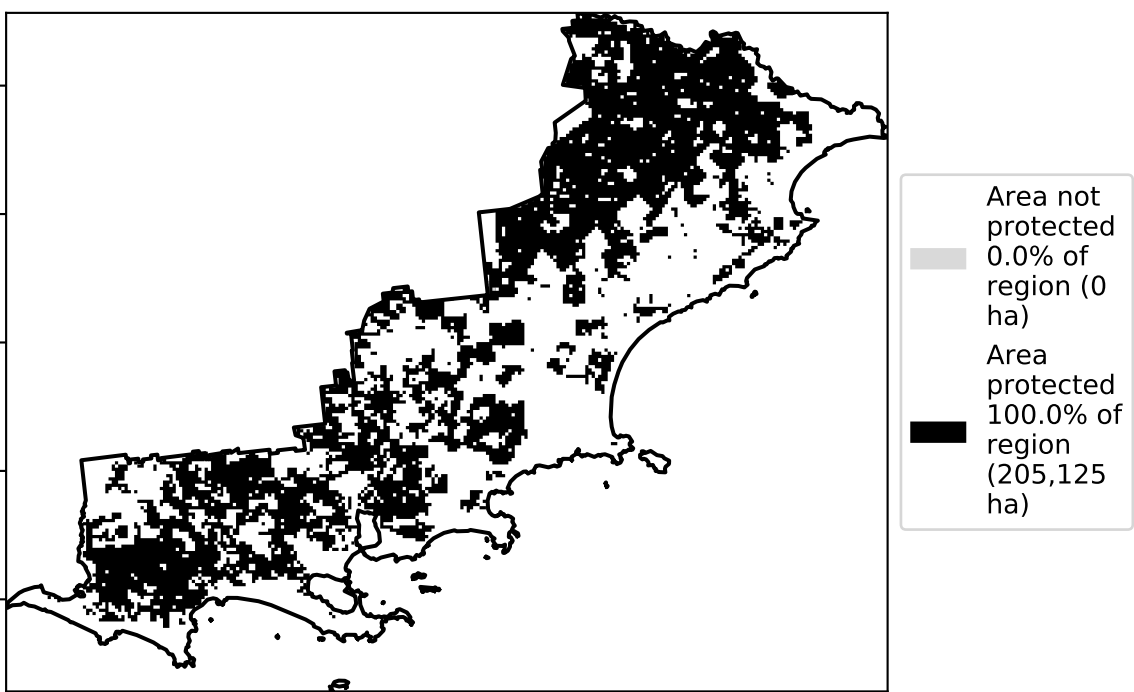 Area not
protected
0.0% of
region (0
ha)
Area
protected
100.0% of
region
(205,125
ha)